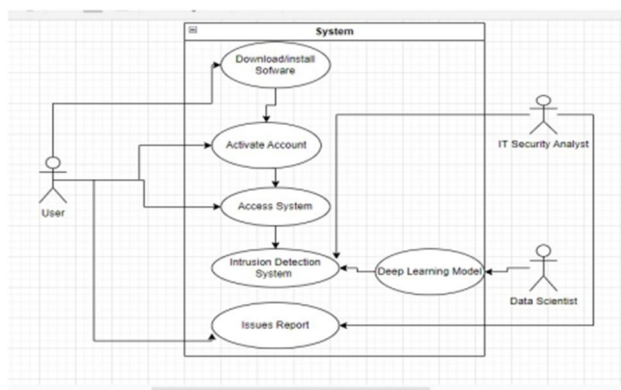 System
Download/install
Sofware
Activate Account
IT Security Analyst
Access System
User
Intrusion Detection
System
Deep Learning Model
Data Scientist
Issues Report